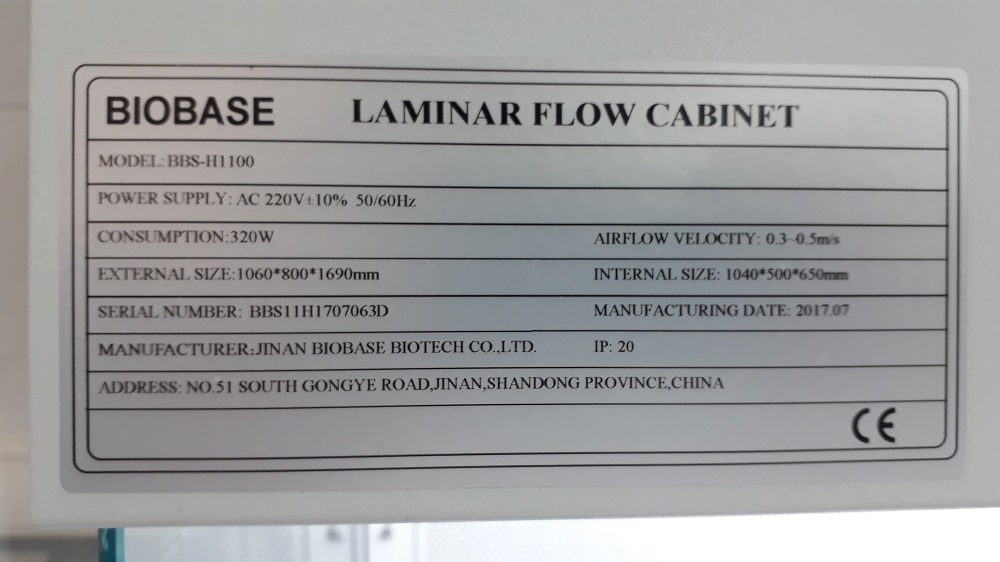 BIOBASE LAMINAR FLOW CABINET
MODEL:BBS-H1100
POWER SUPPLY: AC 220V±10% 50/60Hz
CONSUMPTION:320W AIRFLOW VELOCITY: 0.3~0.5m/s
EXTERNAL SIZE:1060*800*1690mm INTERNAL SIZE: 1040*500*650mm
SERIAL NUMBER: BBS11H1707063D MANUFACTURING DATE: 2017.07
MANUFACTURER:JINAN BIOBASE BIOTECH CO.,LTD. IP: 20
ADDRESS: NO.51 SOUTH GONGYE ROAD,JINAN,SHANDONG PROVINCE,CHINA
CE